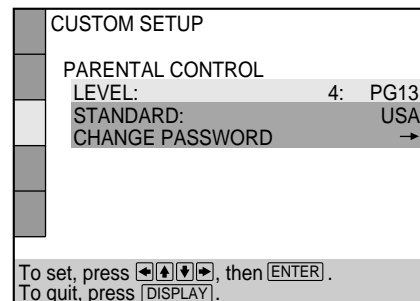 CUSTOM SETUP
PARENTAL CONTROL
LEVEL: 4: PG13
STANDARD: USA
CHANGE PASSWORD →
To set, press ←↑↓→, then ENTER.
To quit, press DISPLAY.